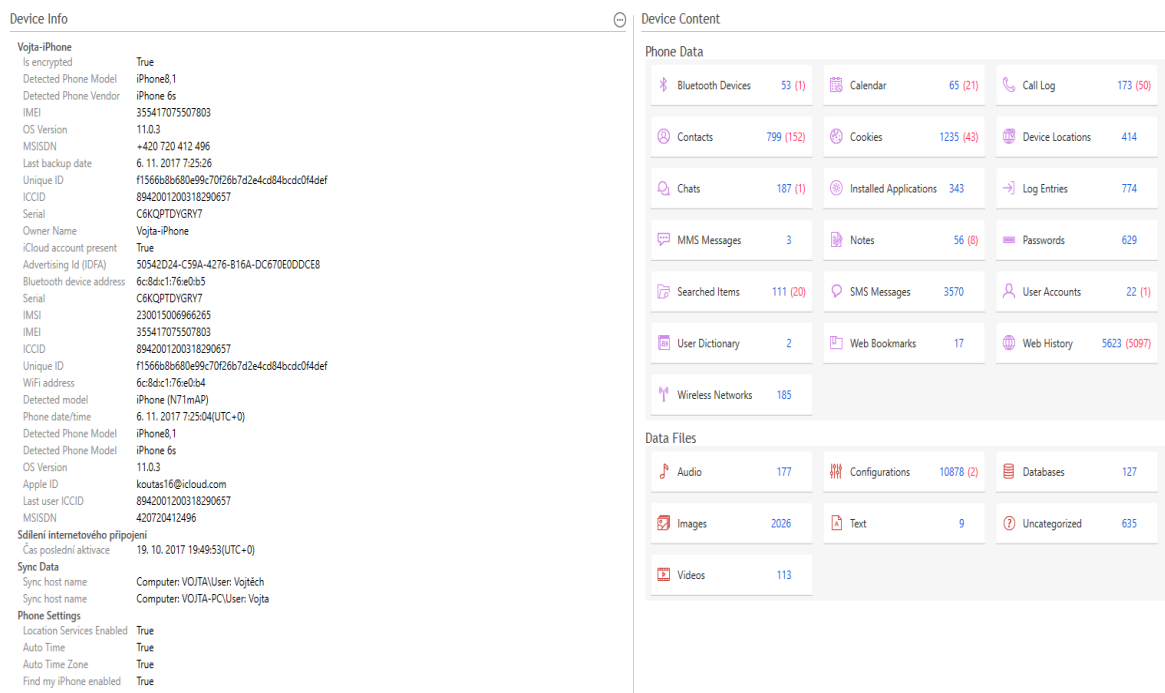 Device Info
Vojta-iPhone
Is encrypted True
Detected Phone Model iPhone8,1
Detected Phone Vendor iPhone 6s
IMEI 355417075507803
OS Version 11.0.3
MSISDN +420 720 412 496
Last backup date 6. 11. 2017 7:25:26
Unique ID f1566b8b680e99c70f26b7d2e4cd84bcdc0f4def
ICCID 8942001200318290657
Serial C6KQPTDYGRY7
Owner Name Vojta-iPhone
iCloud account present True
Advertising Id (IDFA) 50542D24-C59A-4276-B16A-DC670E0DDCE8
Bluetooth device address 6c:8d:c1:76:e0:b5
Serial C6KQPTDYGRY7
IMSI 230015006966265
IMEI 355417075507803
ICCID 8942001200318290657
Unique ID f1566b8b680e99c70f26b7d2e4cd84bcdc0f4def
WiFi address 6c:8d:c1:76:e0:b4
Detected model iPhone (N71mAP)
Phone date/time 6. 11. 2017 7:25:04(UTC+0)
Detected Phone Model iPhone8,1
Detected Phone Model iPhone 6s
OS Version 11.0.3
Apple ID koutas16@icloud.com
Last user ICCID 8942001200318290657
MSISDN 420720412496
Sdílení internetového připojení
Čas poslední aktivace 19. 10. 2017 19:49:53(UTC+0)
Sync Data
Sync host name Computer: VOJTA\User: Vojtěch
Sync host name Computer: VOJTA-PC\User: Vojta
Phone Settings
Location Services Enabled True
Auto Time True
Auto Time Zone True
Find my iPhone enabled True
Device Content
Phone Data
Bluetooth Devices 53 (1) Calendar 65 (21) Call Log 173 (50)
Contacts 799 (152) Cookies 1235 (43) Device Locations 414
Chats 187 (1) Installed Applications 343 Log Entries 774
MMS Messages 3 Notes 56 (8) Passwords 629
Searched Items 111 (20) SMS Messages 3570 User Accounts 22 (1)
User Dictionary 2 Web Bookmarks 17 Web History 5623 (5097)
Wireless Networks 185
Data Files
Audio 177 Configurations 10878 (2) Databases 127
Images 2026 Text 9 Uncategorized 635
Videos 113